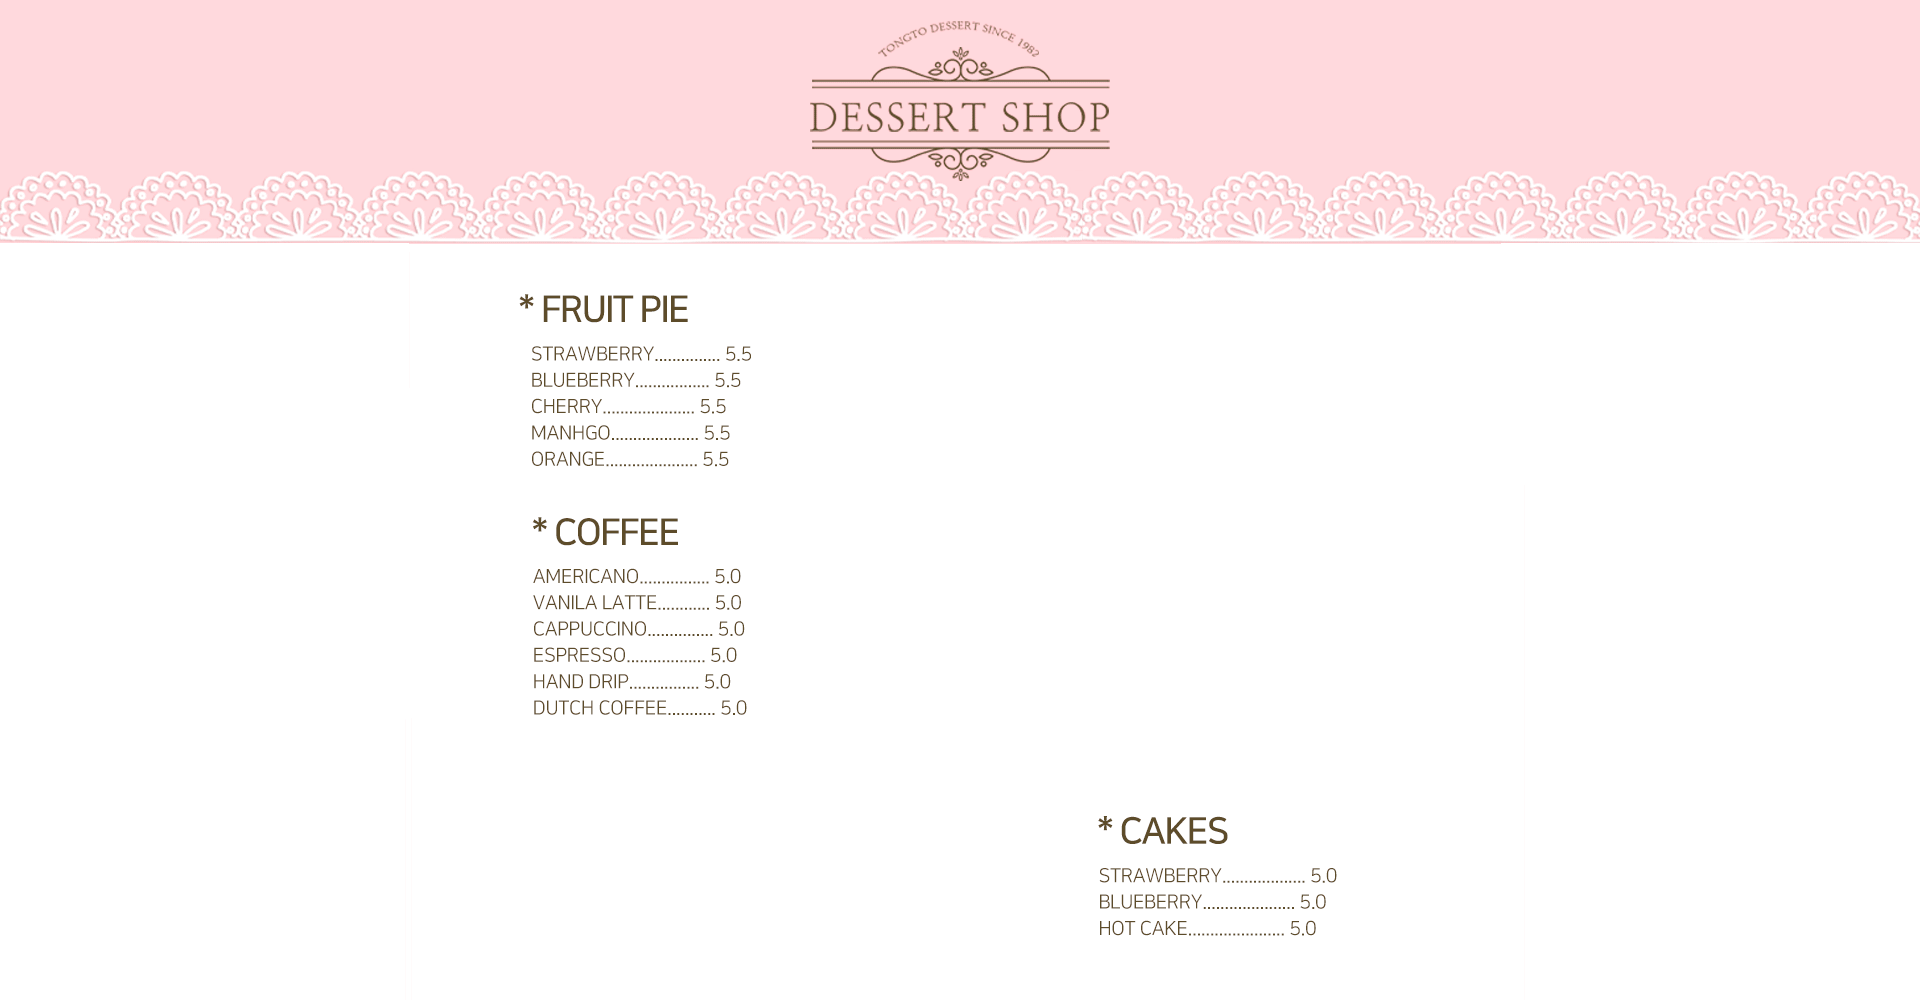 TONGTO DESSERT SINCE 1982
DESSERT SHOP
* FRUIT PIE
STRAWBERRY............... 5.5
BLUEBERRY................. 5.5
CHERRY..................... 5.5
MANHGO.................... 5.5
ORANGE..................... 5.5
* COFFEE
AMERICANO................ 5.0
VANILA LATTE............ 5.0
CAPPUCCINO............... 5.0
ESPRESSO.................. 5.0
HAND DRIP................ 5.0
DUTCH COFFEE........... 5.0
* CAKES
STRAWBERRY................... 5.0
BLUEBERRY..................... 5.0
HOT CAKE...................... 5.0